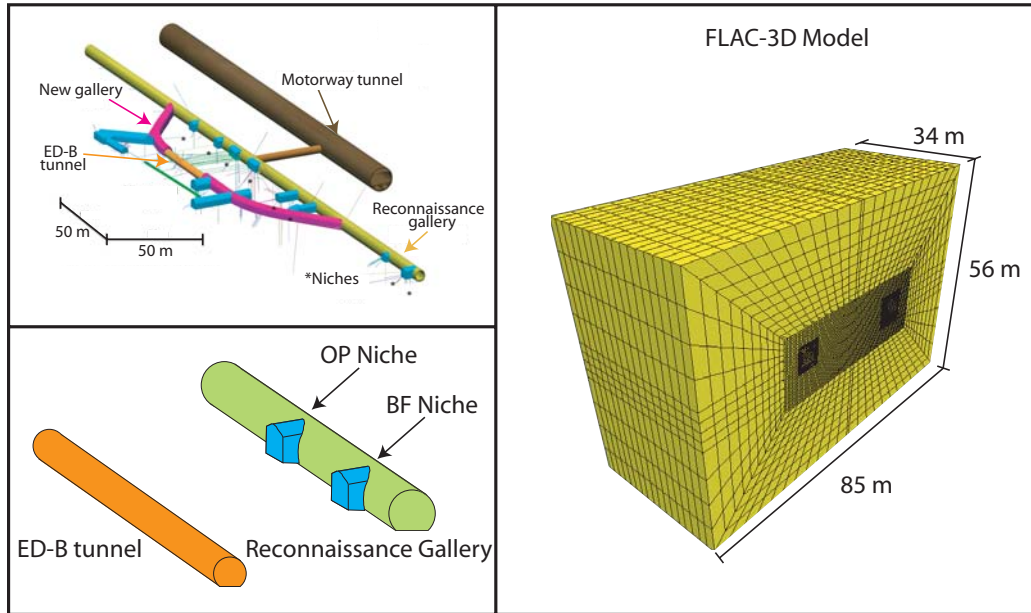 Motorway tunnel
New gallery
ED-B
tunnel
Reconnaissance
gallery
50 m
50 m
*Niches
OP Niche
BF Niche
ED-B tunnel
Reconnaissance Gallery
FLAC-3D Model
34 m
56 m
85 m